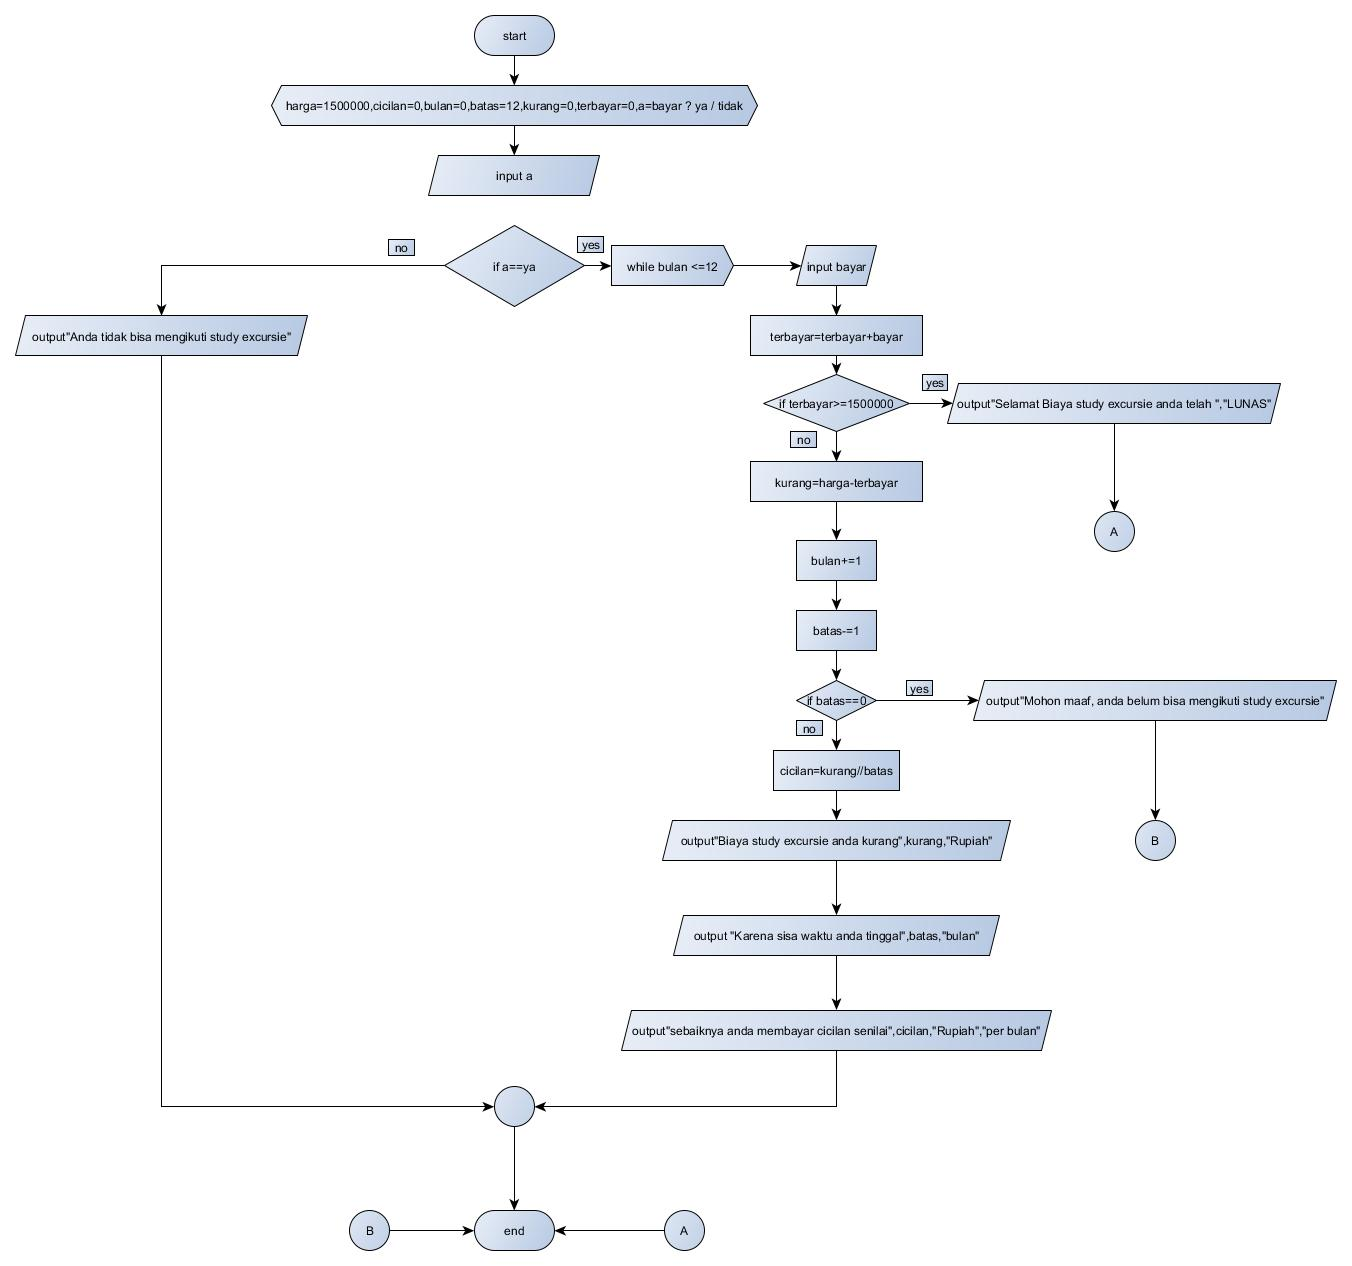 start
harga=1500000,cicilan=0,bulan=0,batas=12,kurang=0,terbayar=0,a=bayar ? ya / tidak
input a
no
if a==ya
yes
while bulan <=12
input bayar
output"Anda tidak bisa mengikuti study excursie"
terbayar=terbayar+bayar
if terbayar>=1500000
yes
output"Selamat Biaya study excursie anda telah ","LUNAS"
no
kurang=harga-terbayar
A
bulan+=1
batas-=1
if batas==0
yes
output"Mohon maaf, anda belum bisa mengikuti study excursie"
no
cicilan=kurang//batas
output"Biaya study excursie anda kurang",kurang,"Rupiah"
B
output "Karena sisa waktu anda tinggal",batas,"bulan"
output"sebaiknya anda membayar cicilan senilai",cicilan,"Rupiah","per bulan"
B
end
A